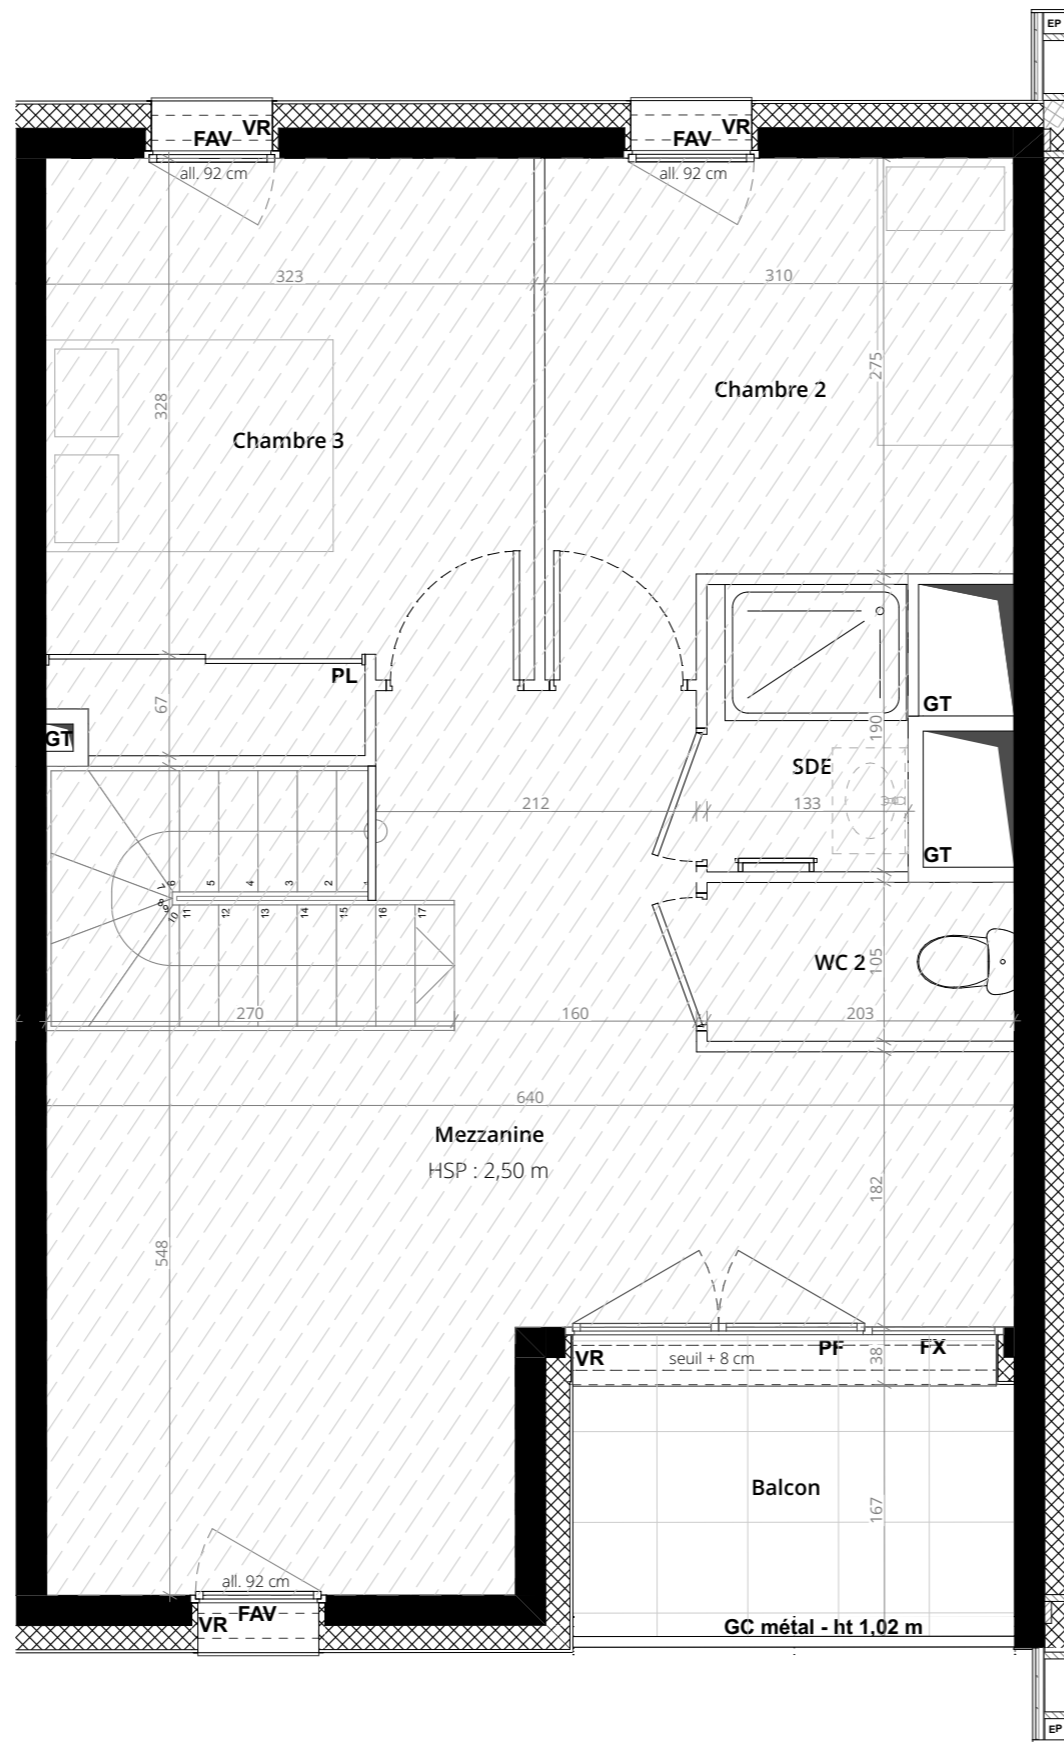 EP
VR
FAV
VR
FAV
all. 92 cm
all. 92 cm
323
310
275
Chambre 2
328
Chambre 3
PL
67
GT
GT
190
SDE
212
133
GT
1
2
3
4
5
6
7
8
9
10
11
12
13
14
15
16
17
WC 2
105
270
160
203
640
Mezzanine
HSP : 2,50 m
182
548
VR
seuil + 8 cm
PF
38
FX
Balcon
167
all. 92 cm
VR
FAV
GC métal - ht 1,02 m
EP